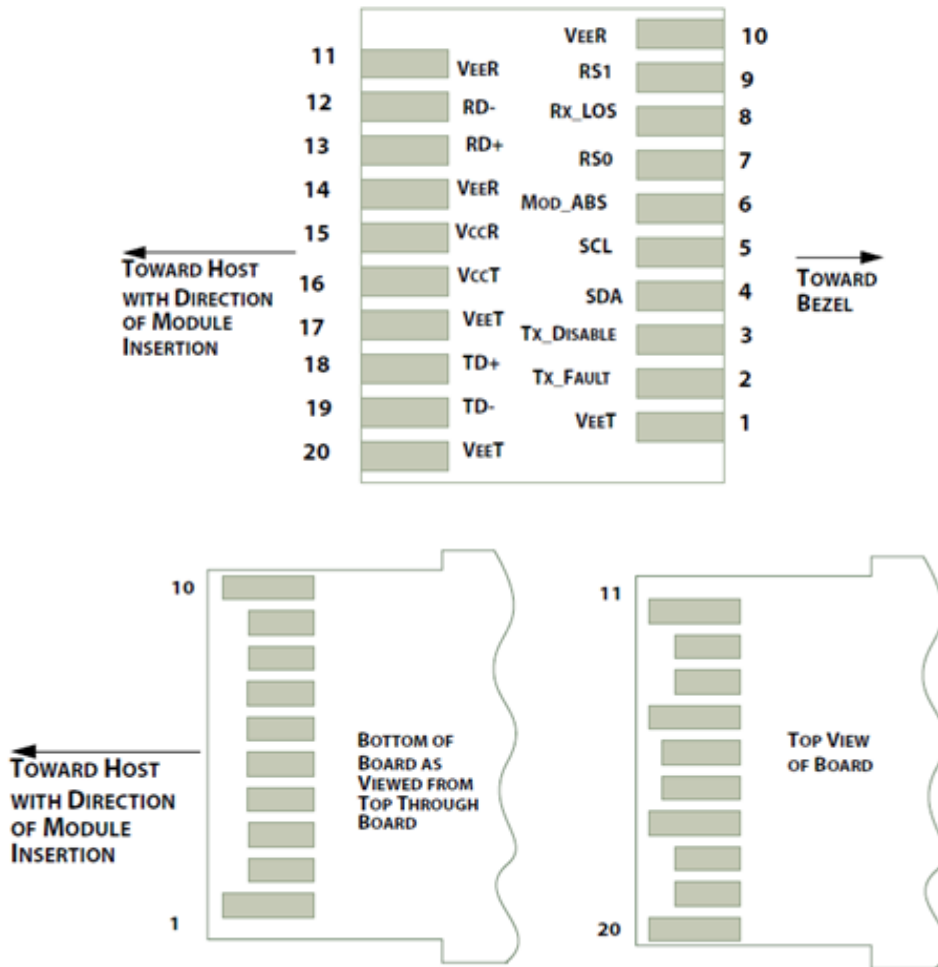 VEER 10
11 VEER
RS1 9
12 RD-
RX_LOS 8
13 RD+
RS0 7
14 VEER
MOD_ABS 6
15 VCCR
SCL 5
16 VCCT
SDA 4
17 VEET
TX_DISABLE 3
18 TD+
TX_FAULT 2
19 TD-
VEET 1
20 VEET
TOWARD HOST
WITH DIRECTION
OF MODULE
INSERTION
TOWARD
BEZEL
10
1
TOWARD HOST
WITH DIRECTION
OF MODULE
INSERTION
BOTTOM OF
BOARD AS
VIEWED FROM
TOP THROUGH
BOARD
11
20
TOP VIEW
OF BOARD